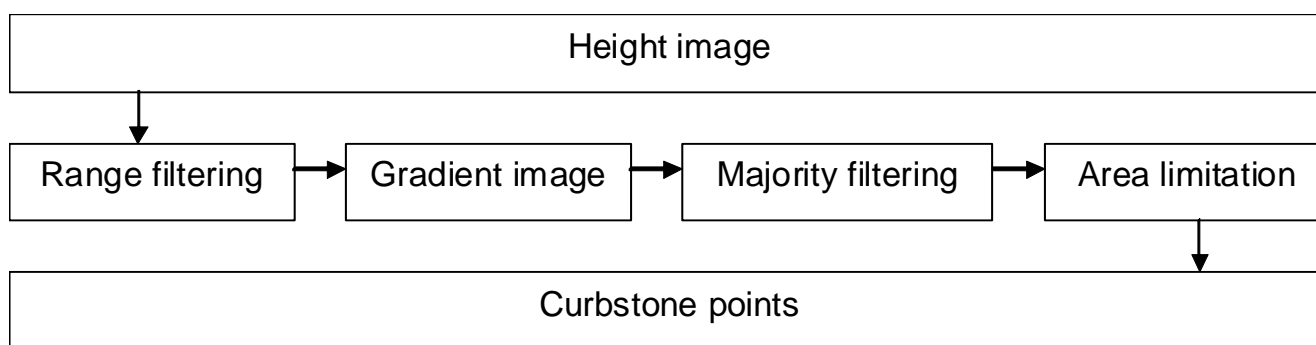 Height image
Range filtering
Gradient image
Majority filtering
Area limitation
Curbstone points